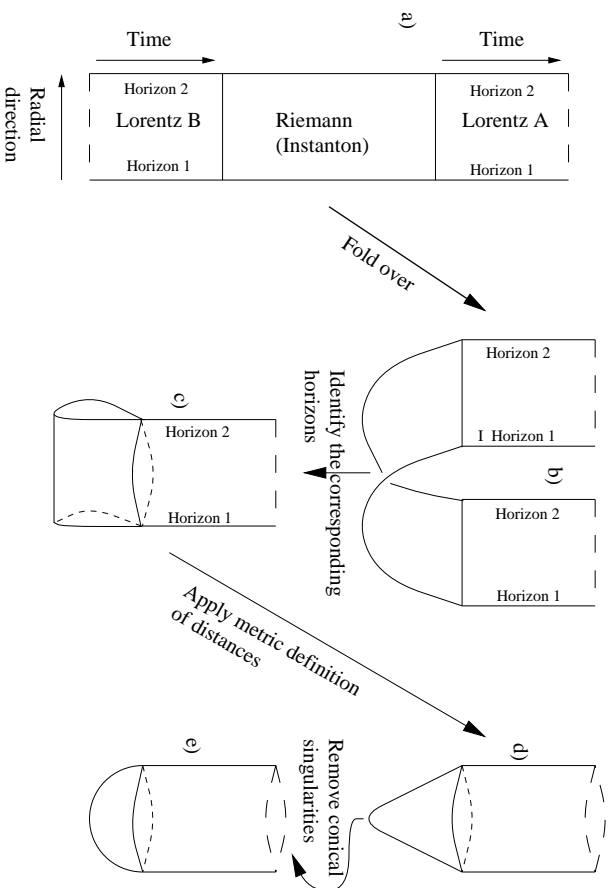 a)
Time
Time
Horizon 2
Horizon 2
Lorentz B
Riemann
(Instanton)
Lorentz A
Horizon 1
Horizon 1
Radial
direction
Fold over
b)
Horizon 2
I Horizon 1
Horizon 2
Horizon 1
Identify the corresponding
horizons
c)
Horizon 2
Horizon 1
Apply metric definition
of distances
d)
Remove conical
singularities
e)